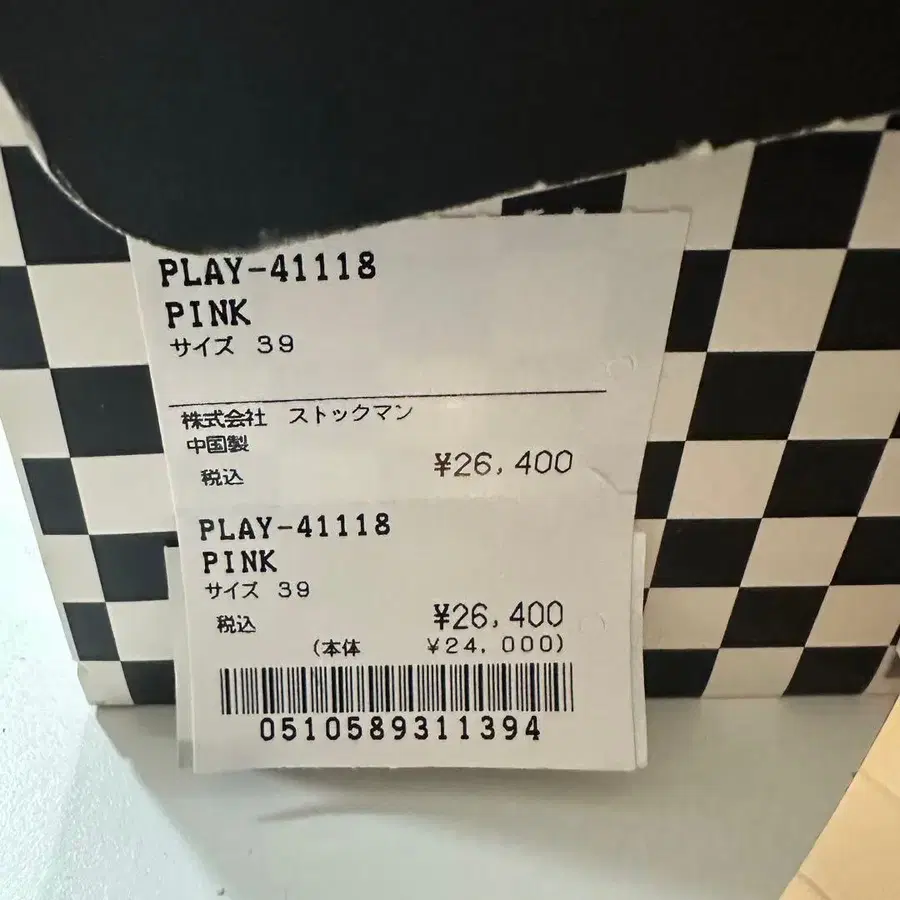 PLAY-41118
PINK
サイズ 39
株式会社 ストックマン
中国製
税込 ¥26,400
PLAY-41118
PINK
サイズ 39
税込 ¥26,400
(本体 ¥24,000)
0510589311394